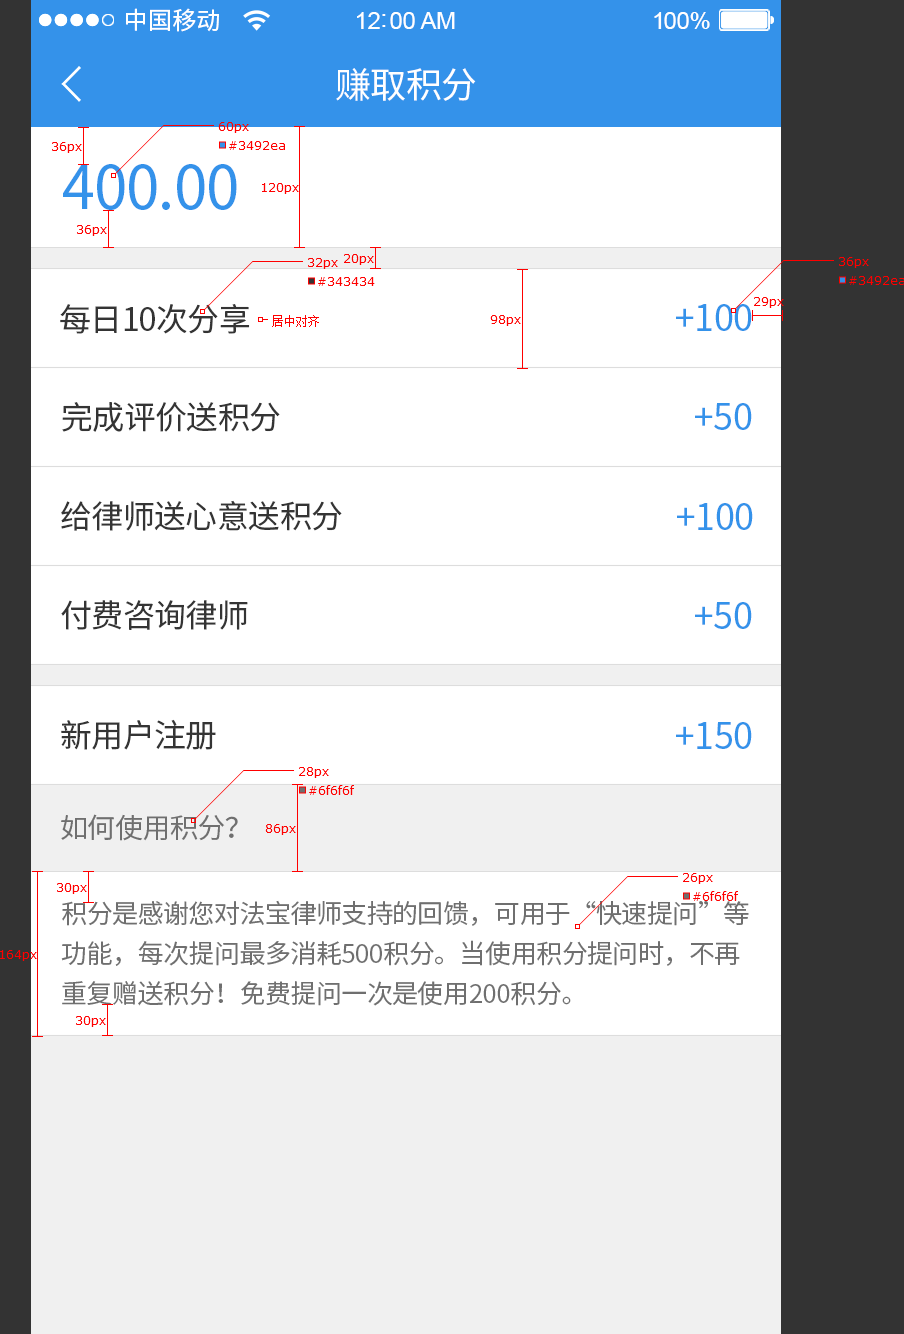 中国移动 12:00 AM 100%
赚取积分
60px
36px #3492ea
400.00 120px
36px
32px 20px 36px
#343434 #3492ea
29px
每日10次分享 居中对齐 98px +100
完成评价送积分 +50
给律师送心意送积分 +100
付费咨询律师 +50
新用户注册 +150
28px
#6f6f6f
如何使用积分? 86px
26px
30px #6f6f6f
积分是感谢您对法宝律师支持的回馈，可用于“快速提问”等
164px 功能，每次提问最多消耗500积分。当使用积分提问时，不再
重复赠送积分！免费提问一次是使用200积分。
30px